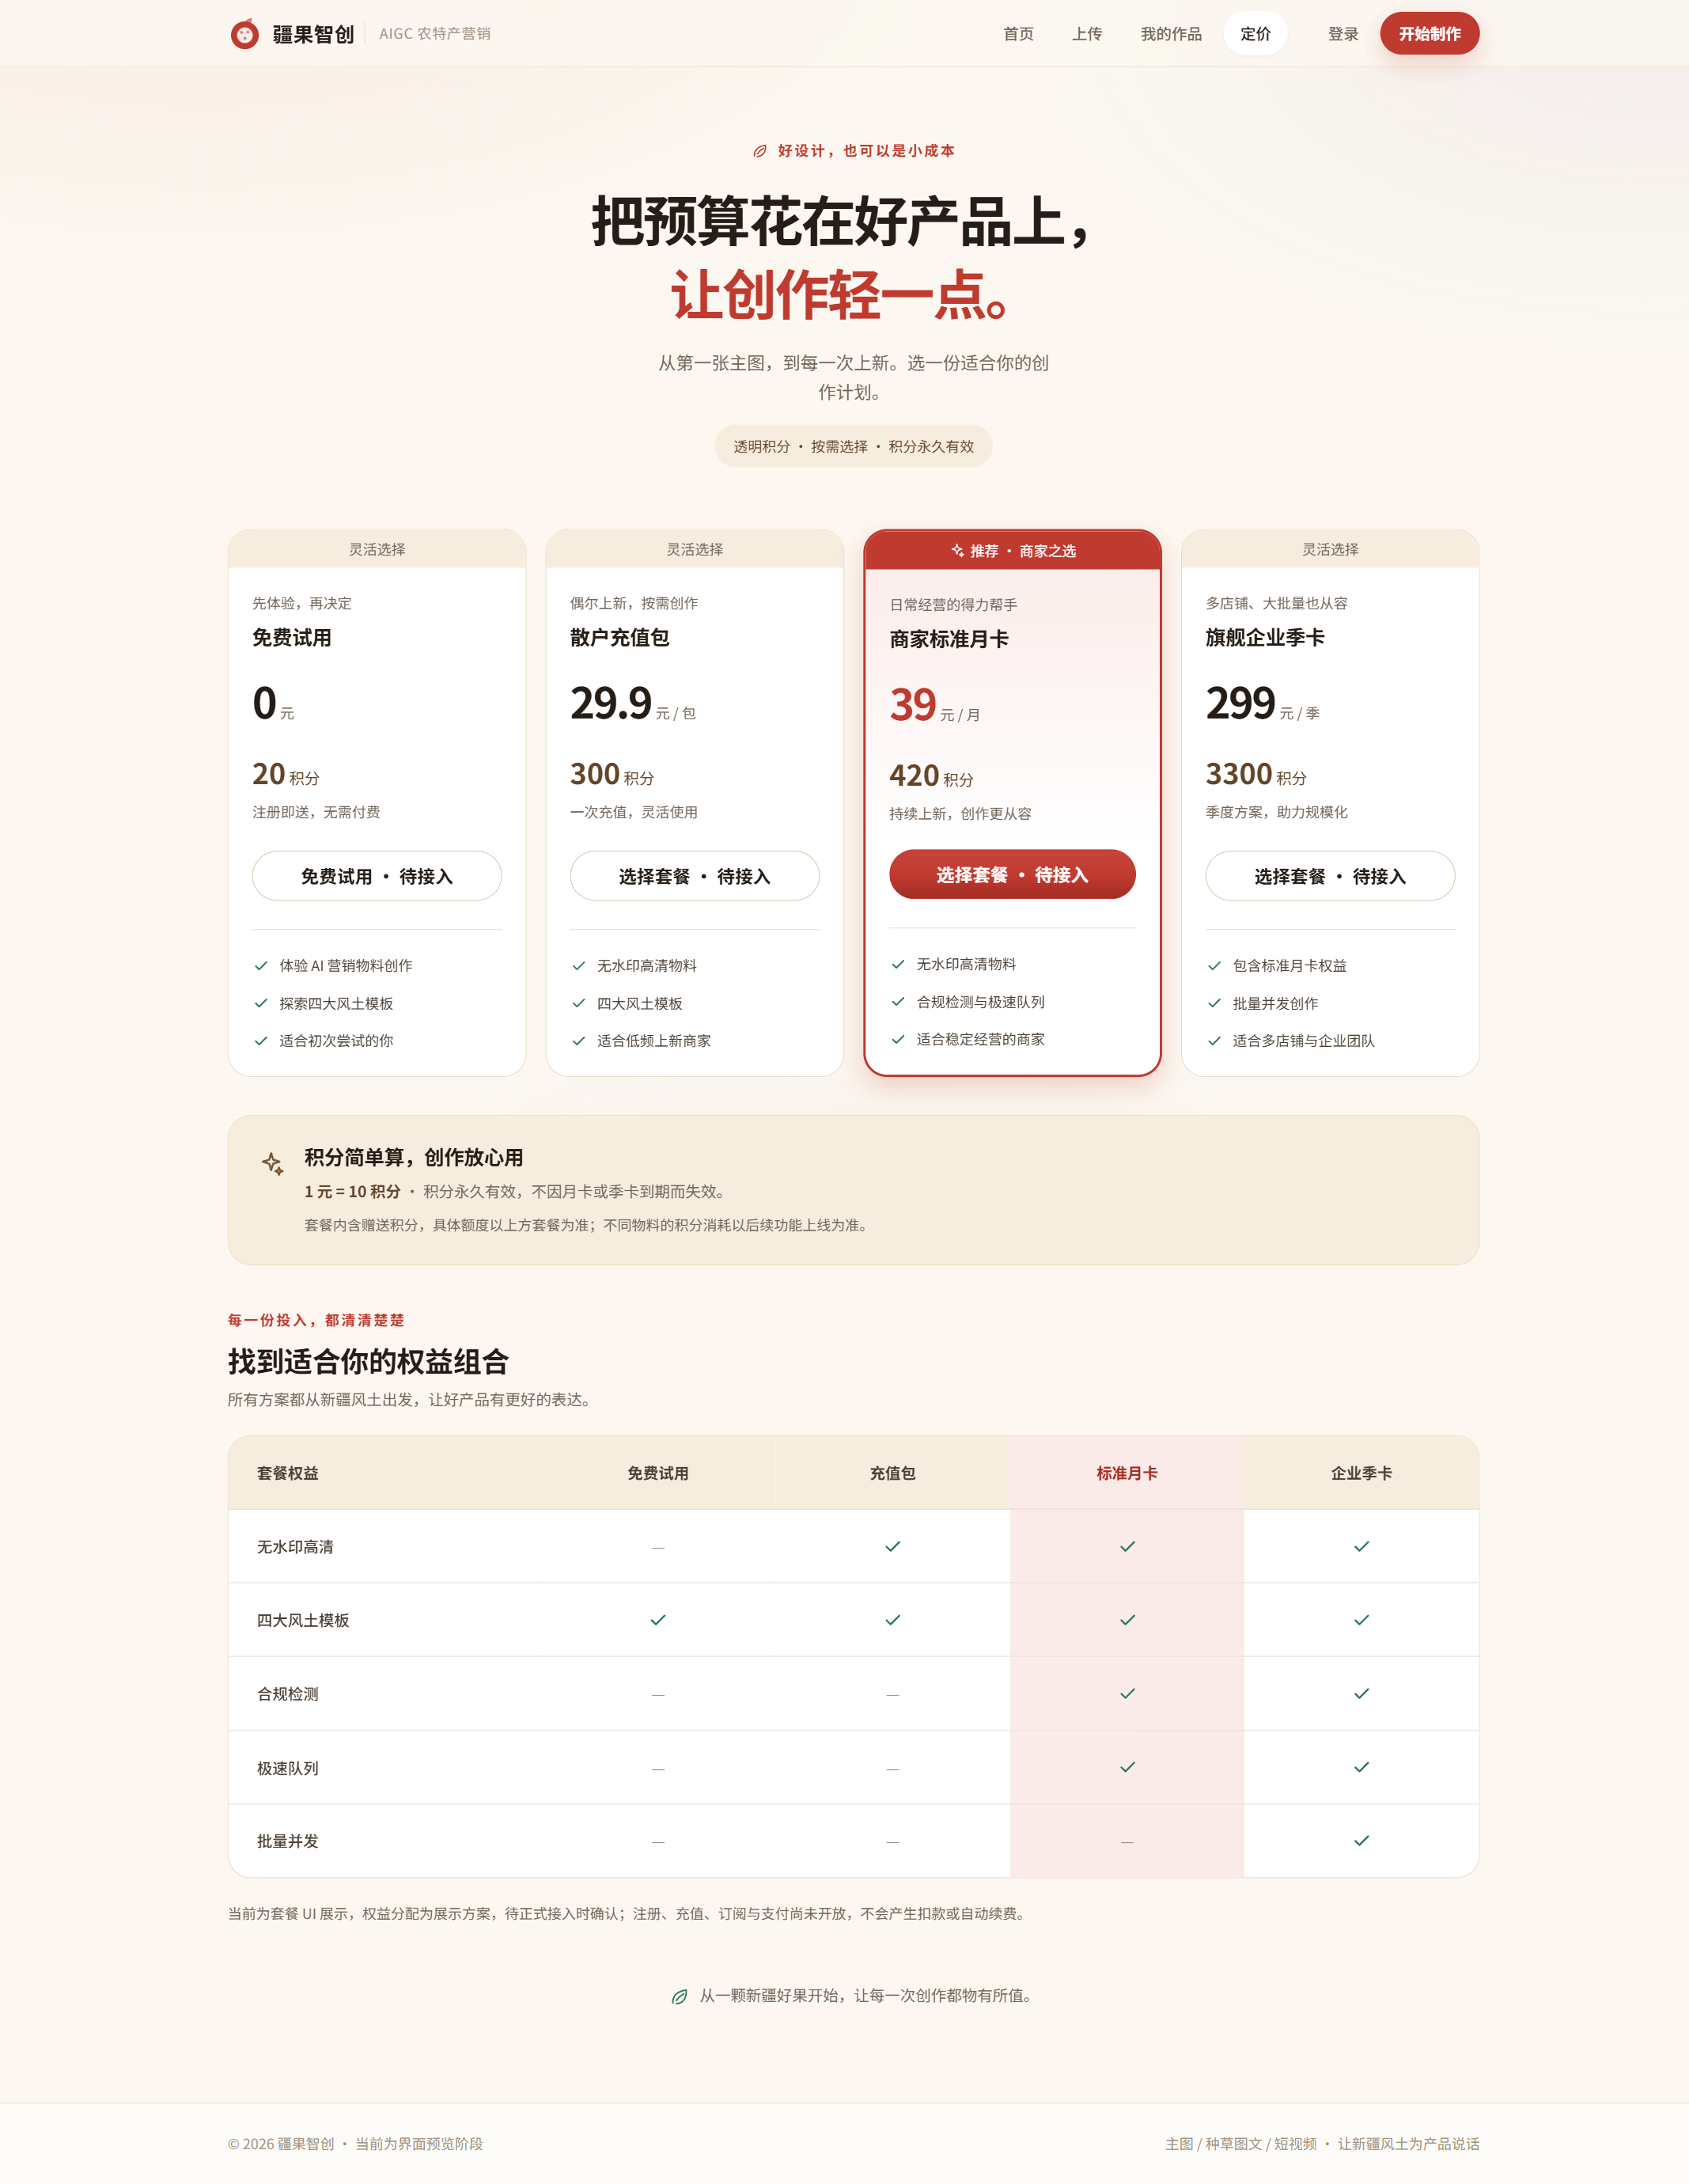 疆果智创
AIGC 农特产营销
首页
上传
我的作品
定价
登录
开始制作
好设计，也可以是小成本
把预算花在好产品上，
让创作轻一点。
从第一张主图，到每一次上新。选一份适合你的创
作计划。
透明积分 · 按需选择 · 积分永久有效
灵活选择
先体验，再决定
免费试用
0 元
20 积分
注册即送，无需付费
免费试用 · 待接入
体验 AI 营销物料创作
探索四大风土模板
适合初次尝试的你
灵活选择
偶尔上新，按需创作
散户充值包
29.9 元 / 包
300 积分
一次充值，灵活使用
选择套餐 · 待接入
无水印高清物料
四大风土模板
适合低频上新商家
推荐 · 商家之选
日常经营的得力帮手
商家标准月卡
39 元 / 月
420 积分
持续上新，创作更从容
选择套餐 · 待接入
无水印高清物料
合规检测与极速队列
适合稳定经营的商家
灵活选择
多店铺、大批量也从容
旗舰企业季卡
299 元 / 季
3300 积分
季度方案，助力规模化
选择套餐 · 待接入
包含标准月卡权益
批量并发创作
适合多店铺与企业团队
积分简单算，创作放心用
1 元 = 10 积分 · 积分永久有效，不因月卡或季卡到期而失效。
套餐内含赠送积分，具体额度以上方套餐为准；不同物料的积分消耗以后续功能上线为准。
每一份投入，都清清楚楚
找到适合你的权益组合
所有方案都从新疆风土出发，让好产品有更好的表达。
套餐权益 免费试用 充值包 标准月卡 企业季卡
无水印高清 — ✓ ✓ ✓
四大风土模板 ✓ ✓ ✓ ✓
合规检测 — — ✓ ✓
极速队列 — — ✓ ✓
批量并发 — — — ✓
当前为套餐 UI 展示，权益分配为展示方案，待正式接入时确认；注册、充值、订阅与支付尚未开放，不会产生扣款或自动续费。
从一颗新疆好果开始，让每一次创作都物有所值。
© 2026 疆果智创 · 当前为界面预览阶段
主图 / 种草图文 / 短视频 · 让新疆风土为产品说话